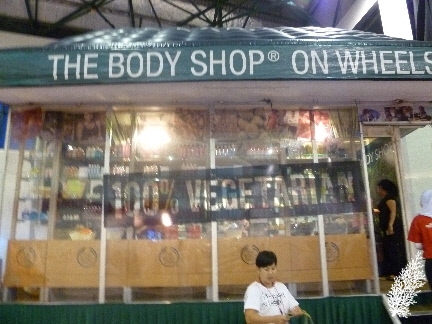 THE BODY SHOP® ON WHEELS
100% VEGETARIAN